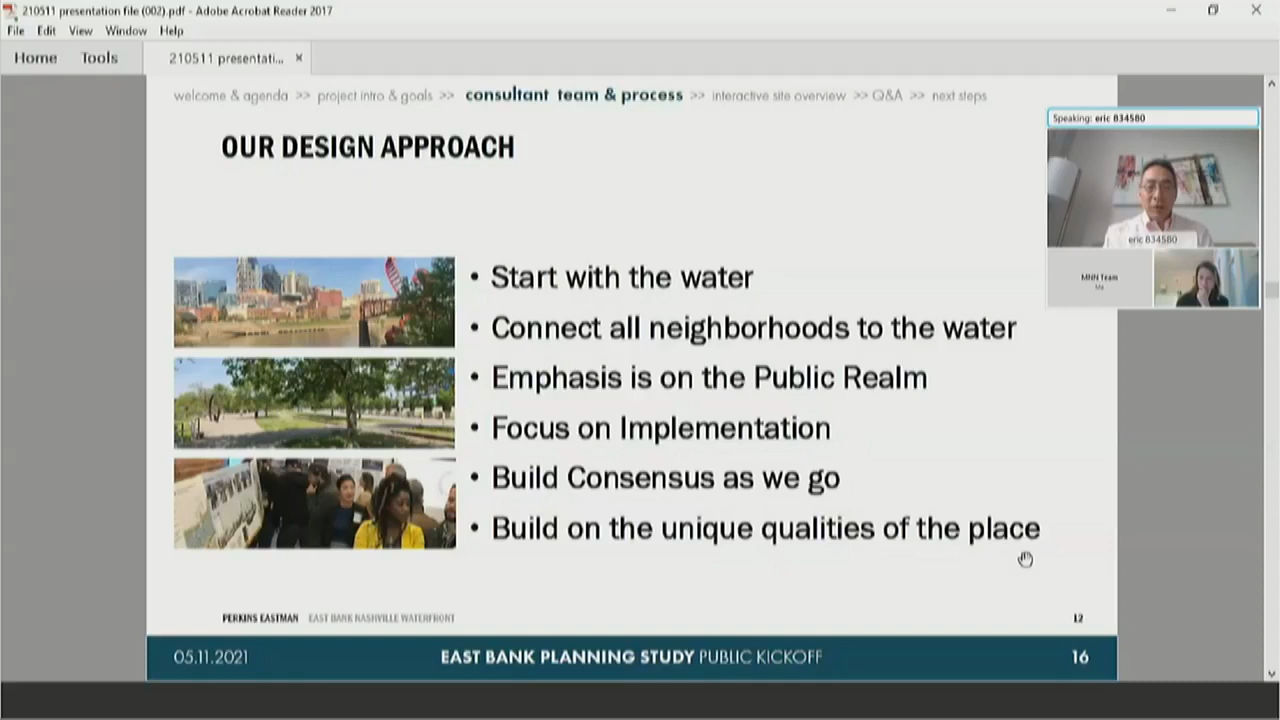 210511 presentation file (002).pdf - Adobe Acrobat Reader 2017
File Edit View Window Help
Home Tools 210511 presentati... ×
welcome & agenda >> project intro & goals >> consultant team & process >> interactive site overview >> Q&A >> next steps
Speaking: eric 834580
OUR DESIGN APPROACH
eric 834580
MNN Team
• Start with the water
• Connect all neighborhoods to the water
• Emphasis is on the Public Realm
• Focus on Implementation
• Build Consensus as we go
• Build on the unique qualities of the place
PERKINS EASTMAN EAST BANK NASHVILLE WATERFRONT 12
05.11.2021 EAST BANK PLANNING STUDY PUBLIC KICKOFF 16